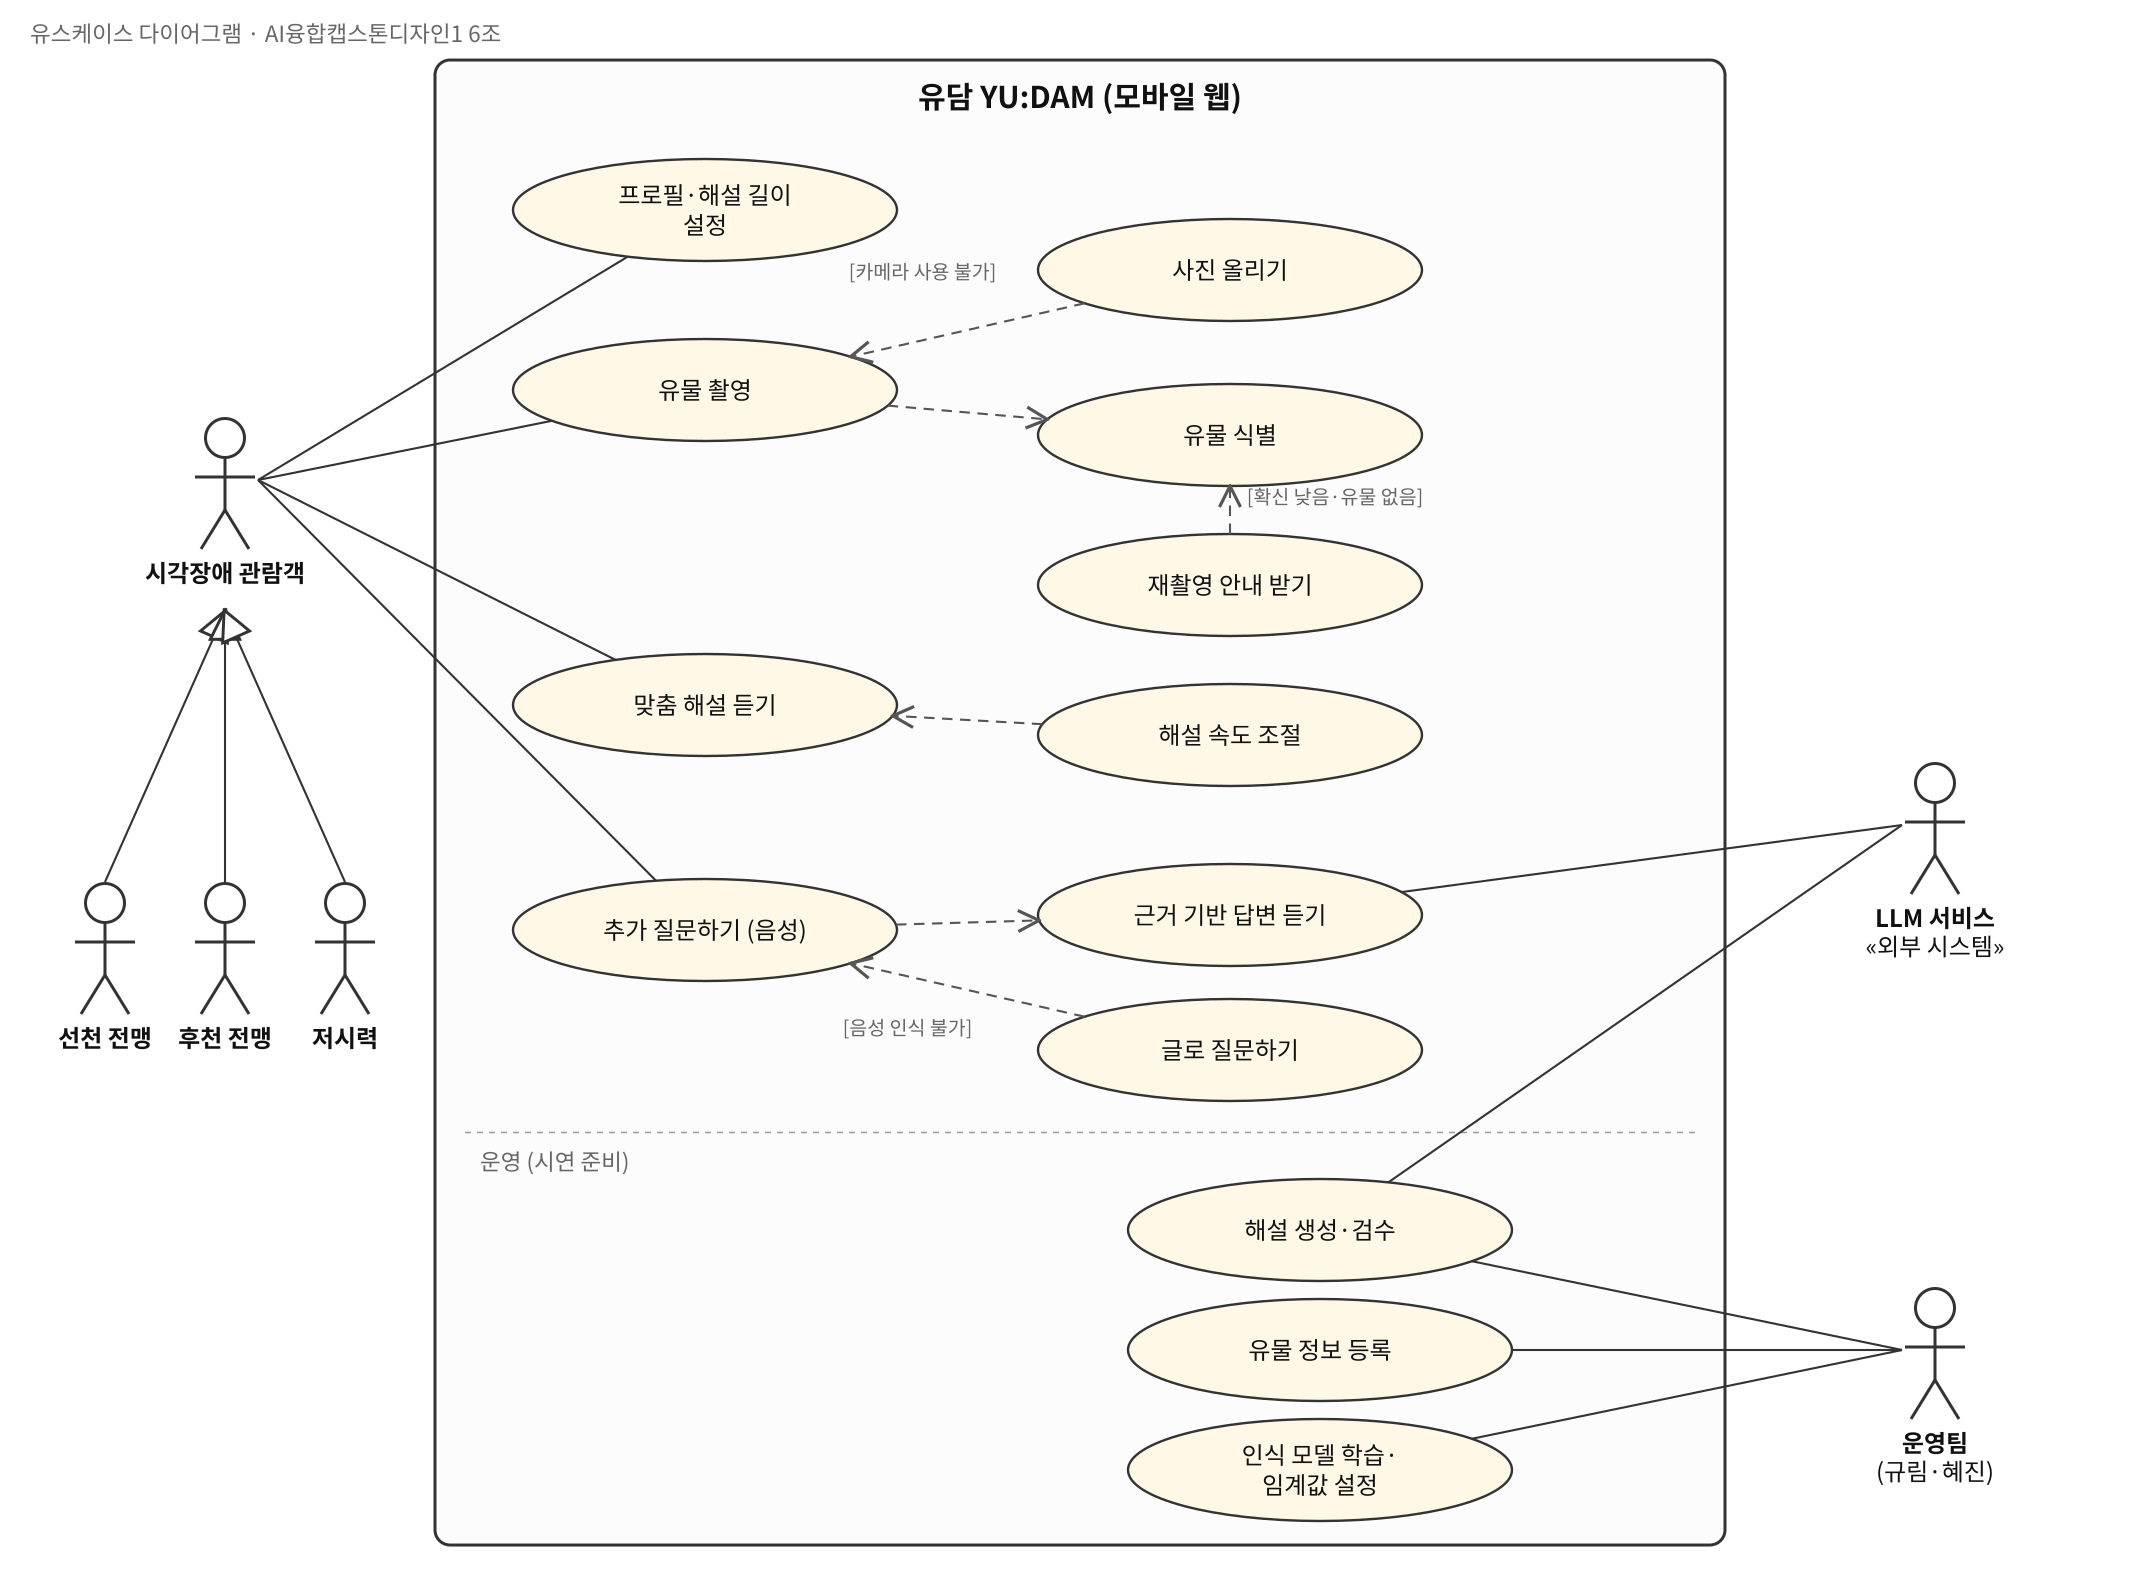 유스케이스 다이어그램 · AI융합캡스톤디자인1 6조
유담 YU:DAM (모바일 웹)
프로필·해설 길이
설정
사진 올리기
[카메라 사용 불가]
유물 촬영
유물 식별
[확신 낮음·유물 없음]
재촬영 안내 받기
시각장애 관람객
맞춤 해설 듣기
해설 속도 조절
추가 질문하기 (음성)
근거 기반 답변 듣기
LLM 서비스
«외부 시스템»
[음성 인식 불가]
글로 질문하기
선천 전맹
후천 전맹
저시력
운영 (시연 준비)
해설 생성·검수
유물 정보 등록
인식 모델 학습·
임계값 설정
운영팀
(규림·혜진)